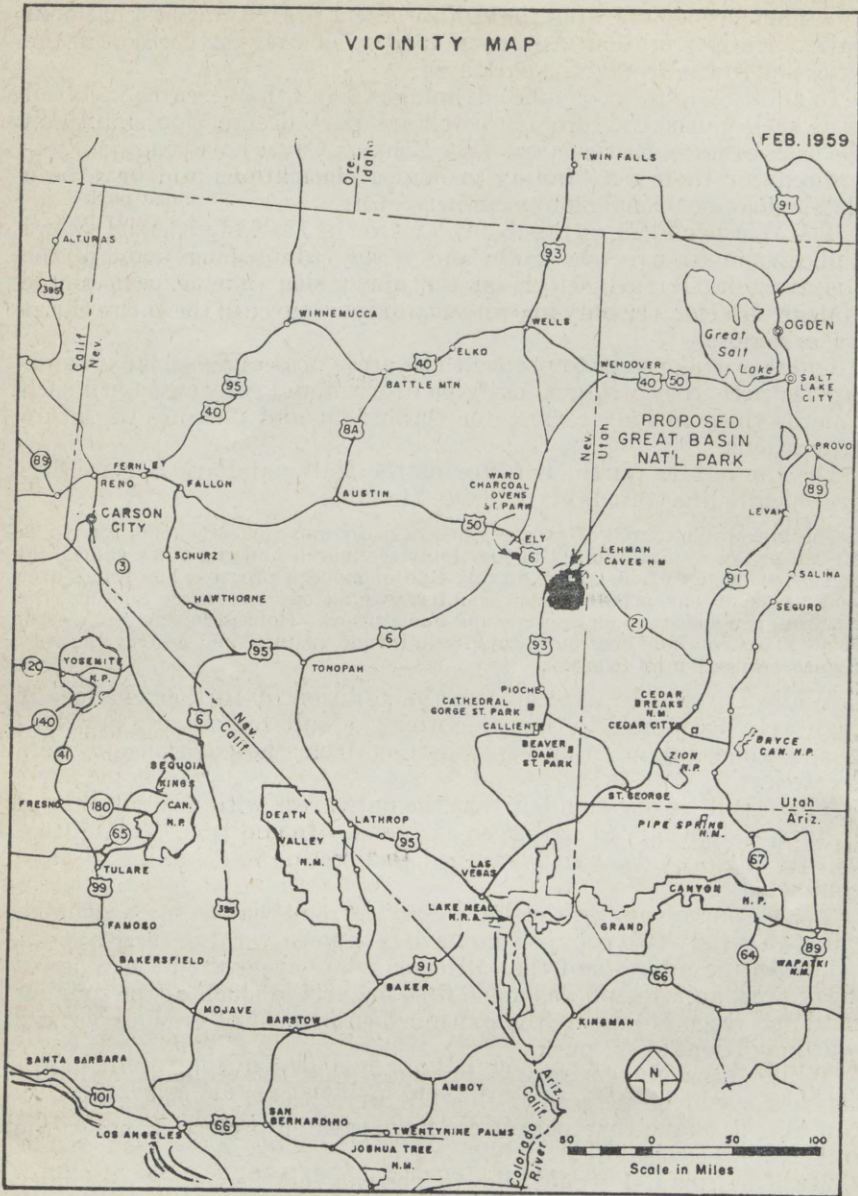 VICINITY MAP
FEB. 1959
TWIN FALLS
Ore.
Idaho
91
ALTURAS
395
93
Calif
Nev.
WINNEMUCCA
Great
Salt
Lake
OGDEN
WELLS
ELKO
40
BATTLE MTN
95
40
WENDOVER
40
50
SALT
LAKE
CITY
8A
Nev.
Utah
PROPOSED
GREAT BASIN
NAT'L PARK
PROVO
89
89
FERNLEY
RENO
FALLON
AUSTIN
WARD
CHARCOAL
OVENS
ST. PARK
LEVAN
CARSON
CITY
50
ELY
6
LEHMAN
CAVES N M
3
SCHURZ
91
SALINA
HAWTHORNE
SEGURD
21
6
95
TONOPAH
93
120
YOSEMITE
N.P.
140
PIOCHE
CATHEDRAL
GORGE ST. PARK
CEDAR
BREAKS
N.M.
CEDAR CITY
6
Nev.
Calif.
CALLIENTE
BEAVER
DAM
ST. PARK
BRYCE
CAN. N.P.
41
SEQUOIA
KINGS
CAN.
N.P.
ZION
N.P.
FRESNO
180
ST. GEORGE
Utah
Ariz.
DEATH
VALLEY
N.M.
LATHROP
95
PIPE SPRING
N.M.
65
TULARE
67
99
LAS
VEGAS
CANYON
N.P.
LAKE MEAD
N.R.A.
GRAND
395
FAMOSO
64
89
WAPATKI
N.M.
BAKERSFIELD
91
BAKER
66
MOJAVE
BARSTOW
KINGMAN
SANTA BARBARA
N
101
AMBOY
Ariz.
Calif.
SAN
BERNARDINO
LOS ANGELES
66
TWENTYNINE PALMS
JOSHUA TREE
N.M.
Colorado
River
50
0
50
100
Scale in Miles